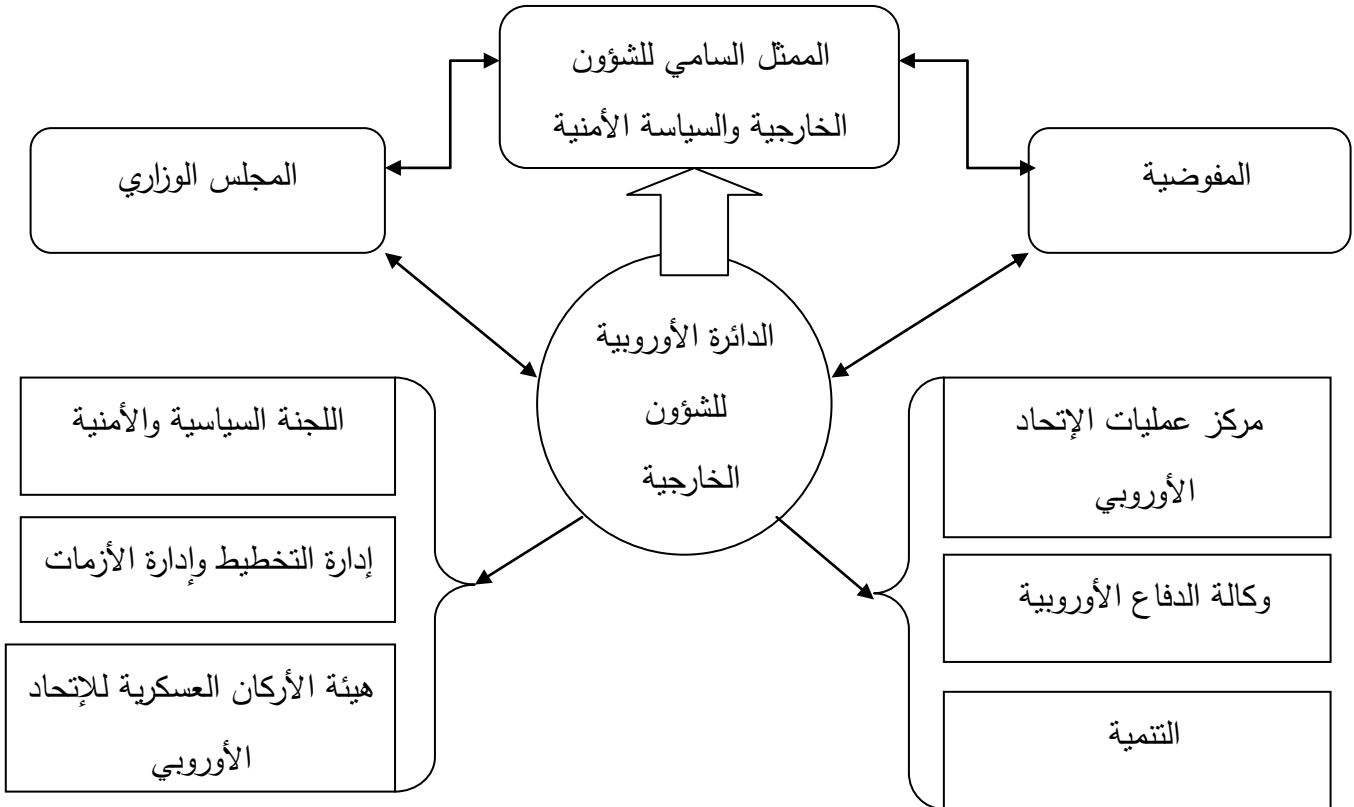 الممثل السامي للشؤون
الخارجية والسياسة الأمنية
المفوضية
المجلس الوزاري
الدائرة الأوروبية
للشؤون
الخارجية
مركز عمليات الإتحاد
الأوروبي
وكالة الدفاع الأوروبية
التنمية
اللجنة السياسية والأمنية
إدارة التخطيط وإدارة الأزمات
هيئة الأركان العسكرية للإتحاد
الأوروبي